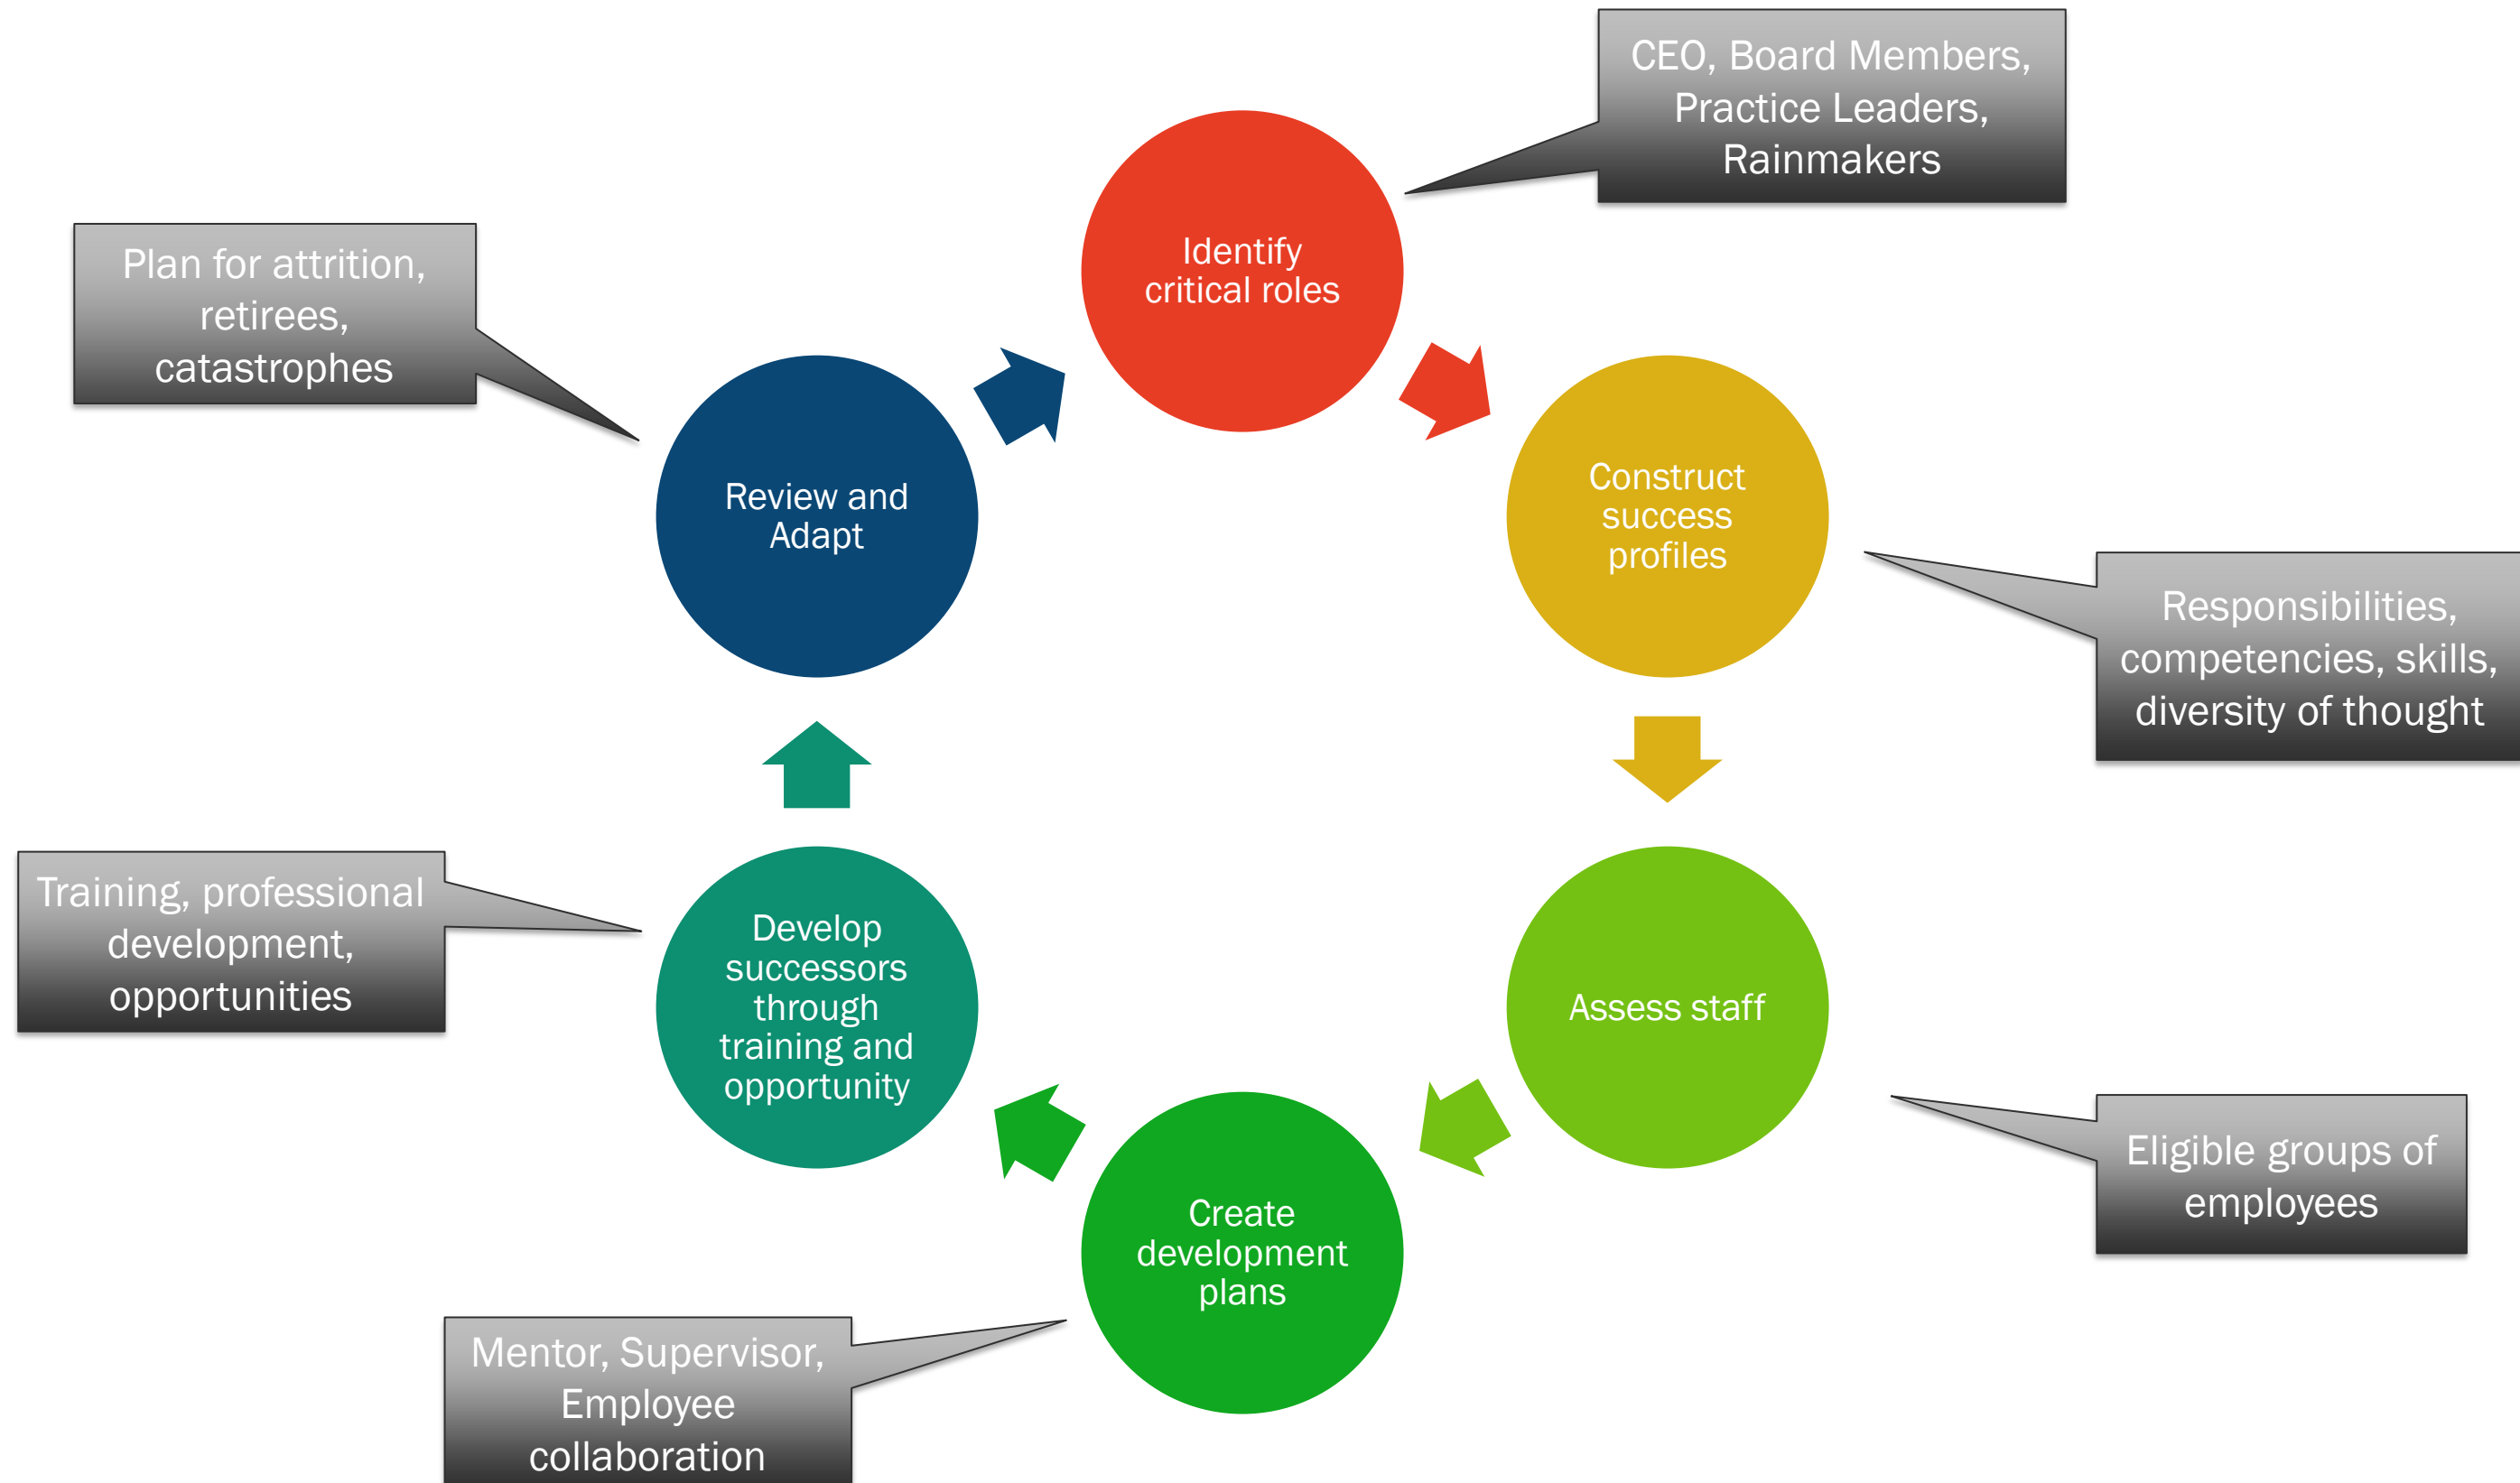 CEO, Board Members,
Practice Leaders,
Rainmakers
Identify
critical roles
Plan for attrition,
retirees,
catastrophes
Review and
Adapt
Construct
success
profiles
Responsibilities,
competencies, skills,
diversity of thought
Training, professional
development,
opportunities
Develop
successors
through
training and
opportunity
Assess staff
Eligible groups of
employees
Create
development
plans
Mentor, Supervisor,
Employee
collaboration